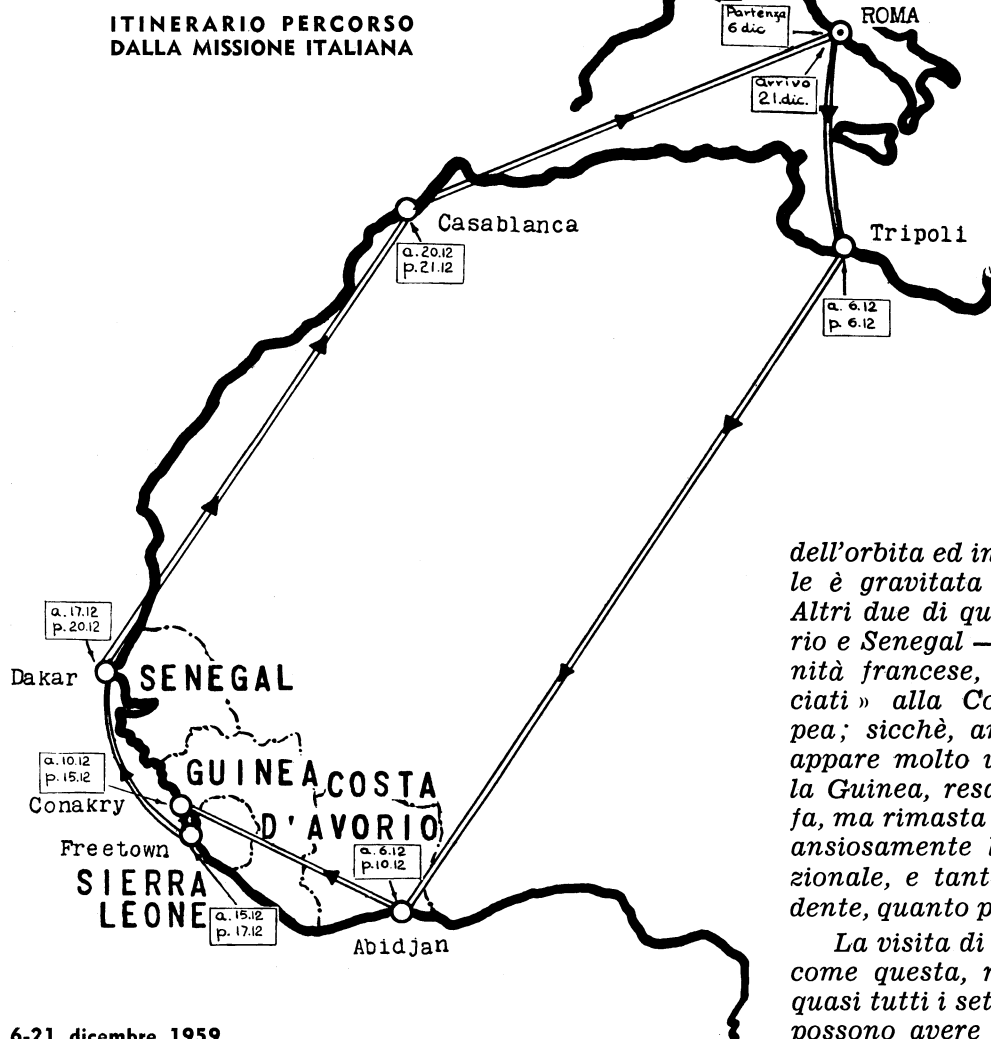 ITINERARIO PERCORSO
DALLA MISSIONE ITALIANA
Partenza
6 dic
ROMA
arrivo
21.dic.
Casablanca
a.20.12
p.21.12
Tripoli
a. 6.12
p. 6.12
a.17.12
p.20.12
Dakar
SENEGAL
a.10.12
p.15.12
Conakry
GUINEA
COSTA
D'AVORIO
Freetown
SIERRA
LEONE
a.15.12
p.17.12
a.6.12
p.10.12
Abidjan
6-21 dicembre 1959
dell'orbita ed in
le è gravitata
Altri due di qu
rio e Senegal —
nità francese,
ciati » alla Co
pea; sicchè, an
appare molto u
la Guinea, resa
fa, ma rimasta
ansiosamente l
zionale, e tant
dente, quanto p
La visita di
come questa, n
quasi tutti i set
possono avere